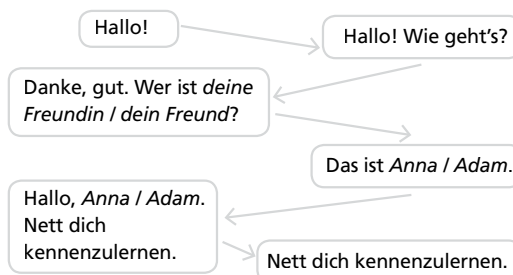 Hallo!
Hallo! Wie geht's?
Danke, gut. Wer ist deine
Freundin / dein Freund?
Das ist Anna / Adam.
Hallo, Anna / Adam.
Nett dich
kennenzulernen.
Nett dich kennenzulernen.